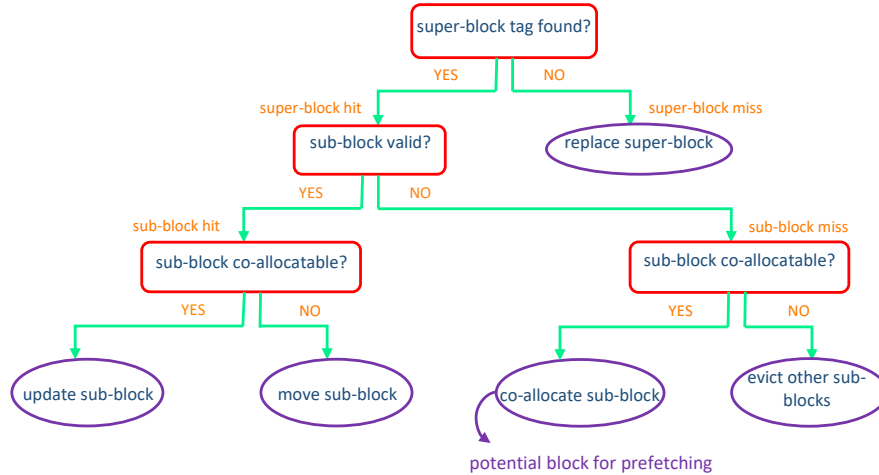 super-block tag found?
YES
NO
super-block hit
super-block miss
sub-block valid?
replace super-block
YES
NO
sub-block hit
sub-block miss
sub-block co-allocatable?
sub-block co-allocatable?
YES
NO
YES
NO
update sub-block
move sub-block
co-allocate sub-block
evict other sub-
blocks
potential block for prefetching